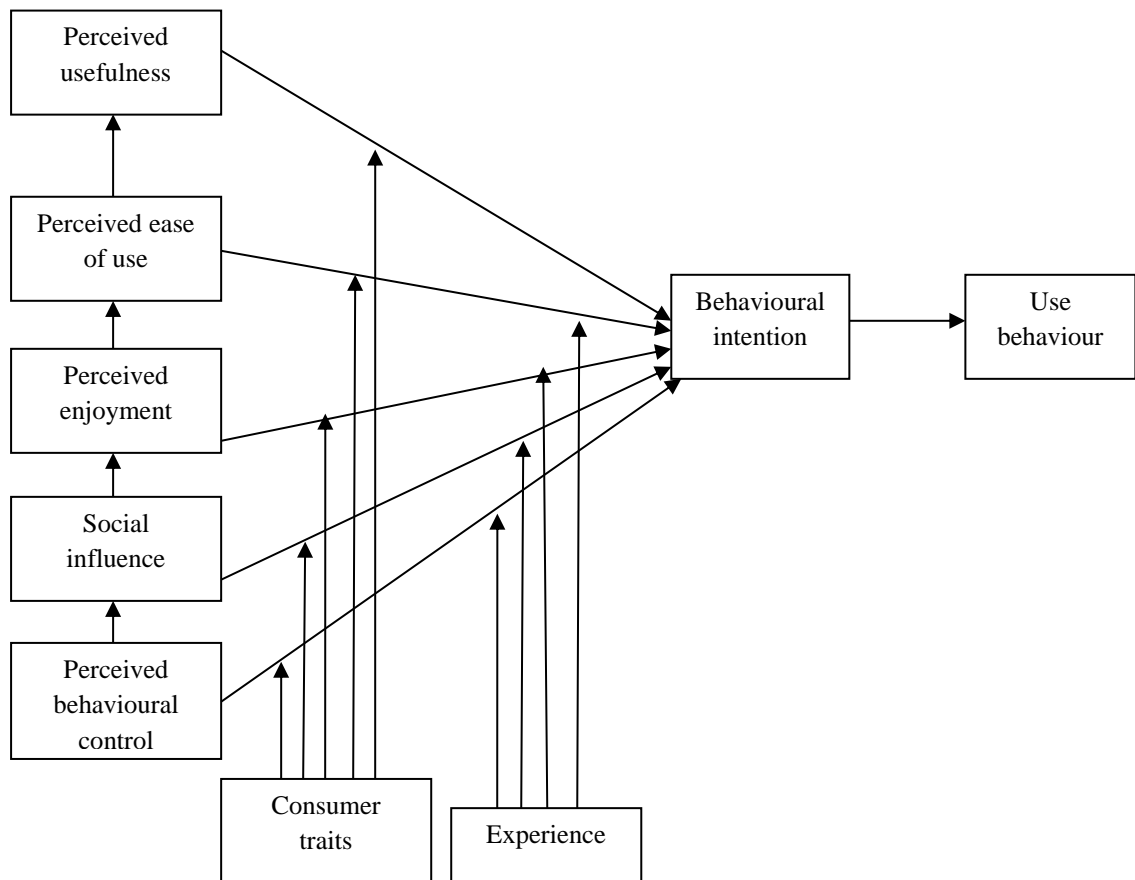 Perceived
usefulness
Perceived ease
of use
Perceived
enjoyment
Social
influence
Perceived
behavioural
control
Consumer
traits
Experience
Behavioural
intention
Use
behaviour